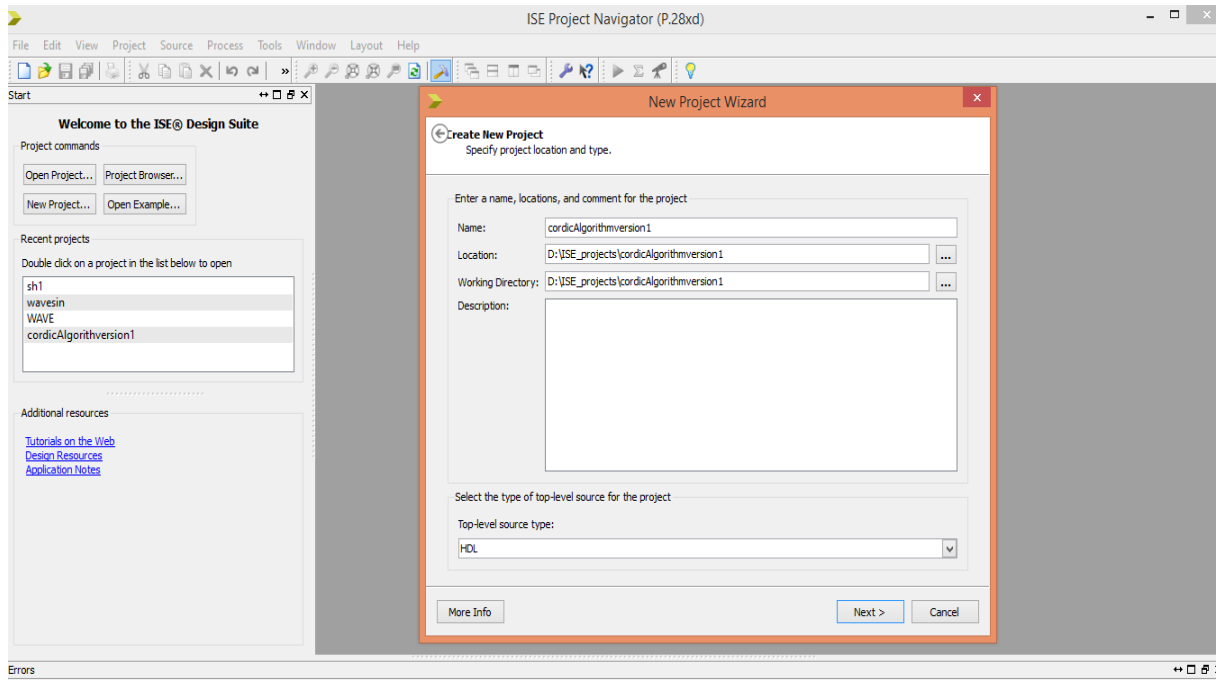 ISE Project Navigator (P.28xd)
File Edit View Project Source Process Tools Window Layout Help
Start
Welcome to the ISE® Design Suite
Project commands
Open Project... Project Browser...
New Project... Open Example...
Recent projects
Double click on a project in the list below to open
sh1
wavesin
WAVE
cordicAlgorithversion1
Additional resources
Tutorials on the Web
Design Resources
Application Notes
New Project Wizard
Create New Project
Specify project location and type.
Enter a name, locations, and comment for the project
Name: cordicAlgorithmversion1
Location: D:\ISE_projects\cordicAlgorithmversion1 ...
Working Directory: D:\ISE_projects\cordicAlgorithmversion1 ...
Description:
Select the type of top-level source for the project
Top-level source type:
HDL
More Info Next > Cancel
Errors